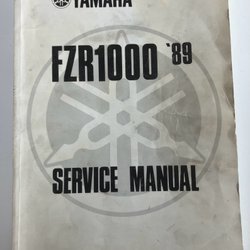 YAMAHA
FZR1000 '89
SERVICE MANUAL